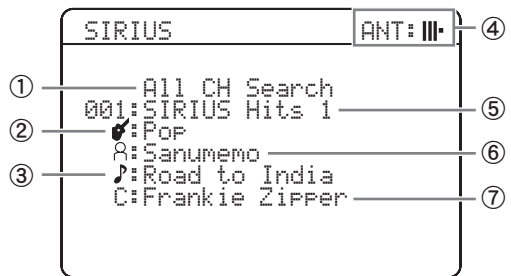 SIRIUS ANT: ④
① All CH Search
001:SIRIUS Hits 1 ⑤
② :Pop
:Sanumemo ⑥
③ :Road to India
C:Frankie Zipper ⑦